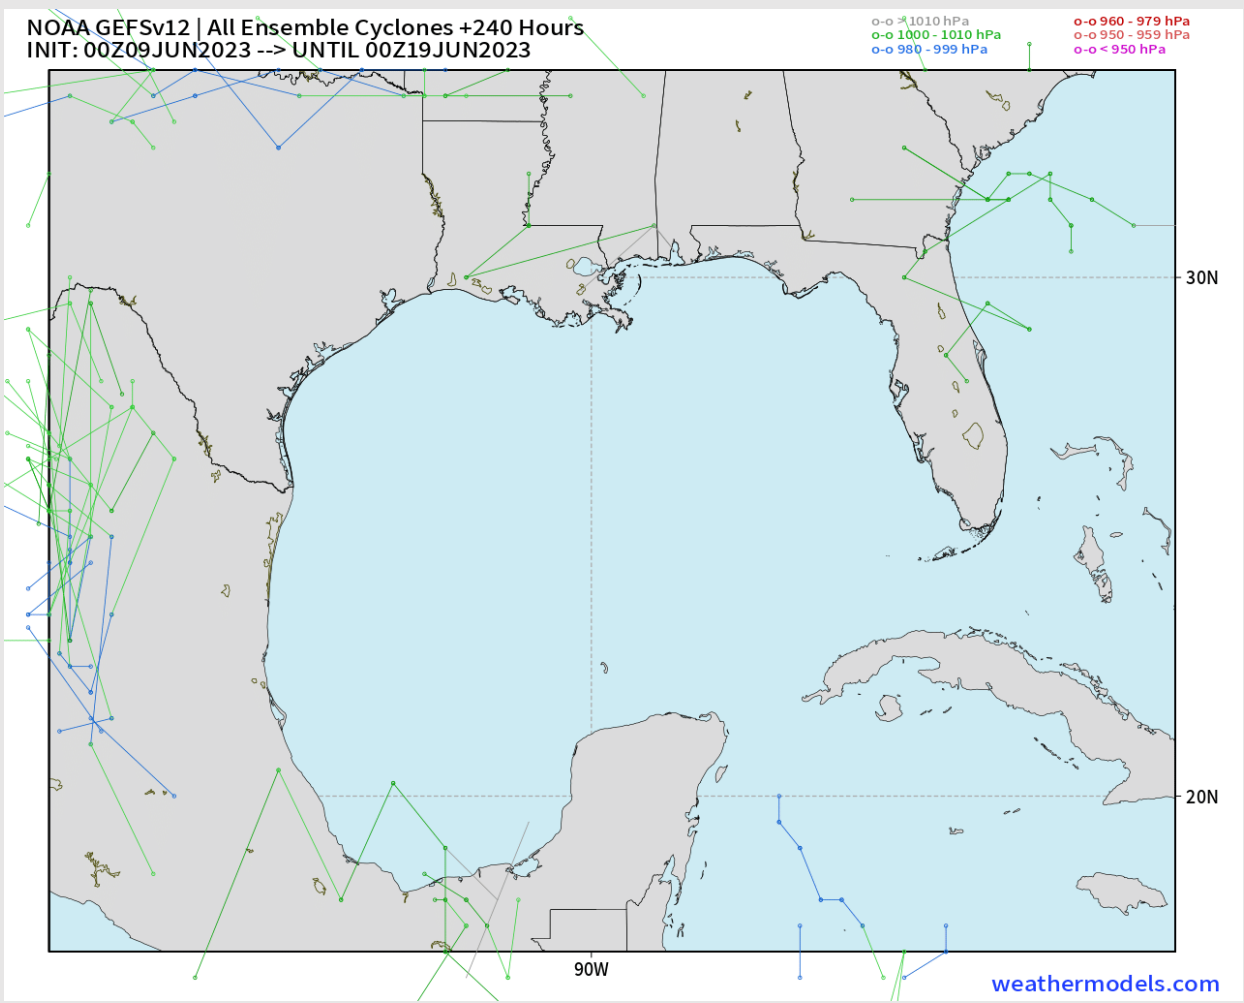 NOAA GEFSv12 | All Ensemble Cyclones +240 Hours
INIT: 00Z09JUN2023 --> UNTIL 00Z19JUN2023
o-o > 1010 hPa
o-o 1000 - 1010 hPa
o-o 980 - 999 hPa
o-o 960 - 979 hPa
o-o 950 - 959 hPa
o-o < 950 hPa
30N
20N
90W
weathermodels.com